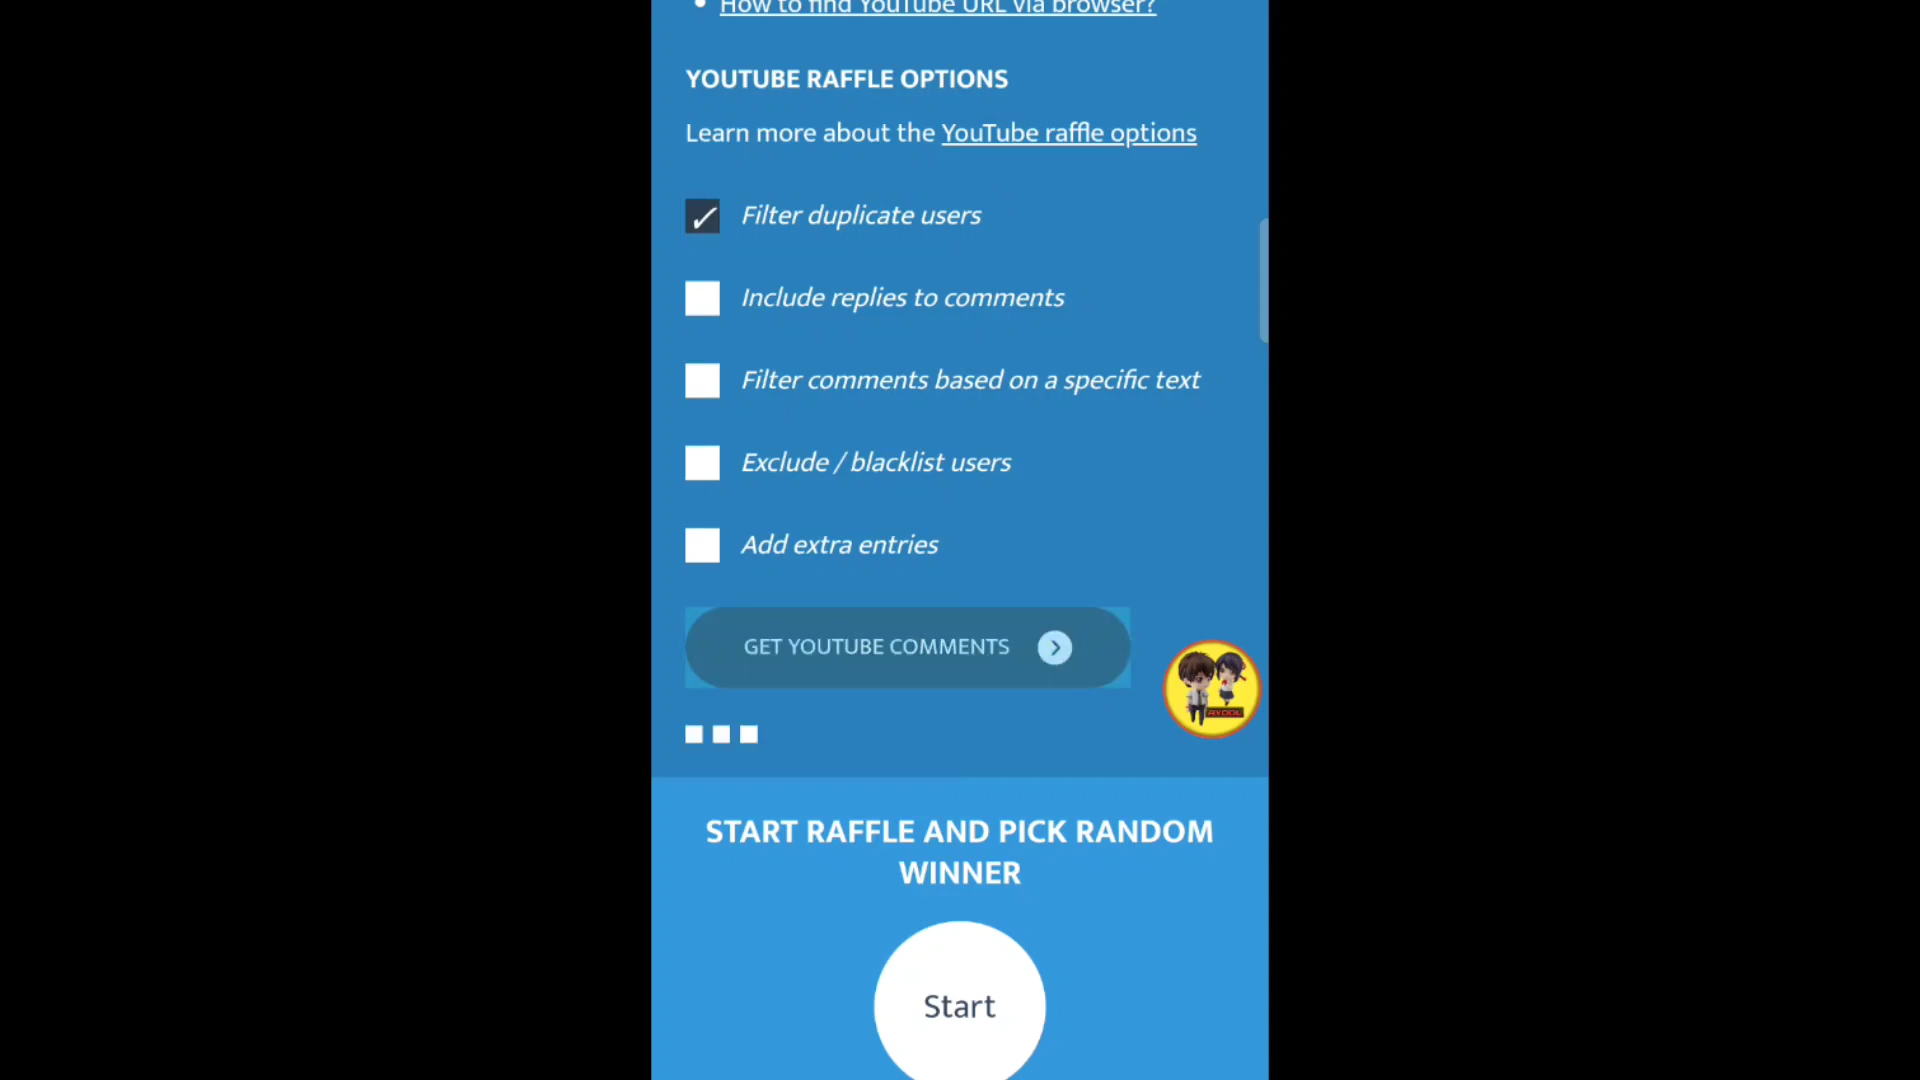 How to find YouTube URL via browser?
YOUTUBE RAFFLE OPTIONS
Learn more about the YouTube raffle options
Filter duplicate users
Include replies to comments
Filter comments based on a specific text
Exclude / blacklist users
Add extra entries
GET YOUTUBE COMMENTS
START RAFFLE AND PICK RANDOM
WINNER
Start